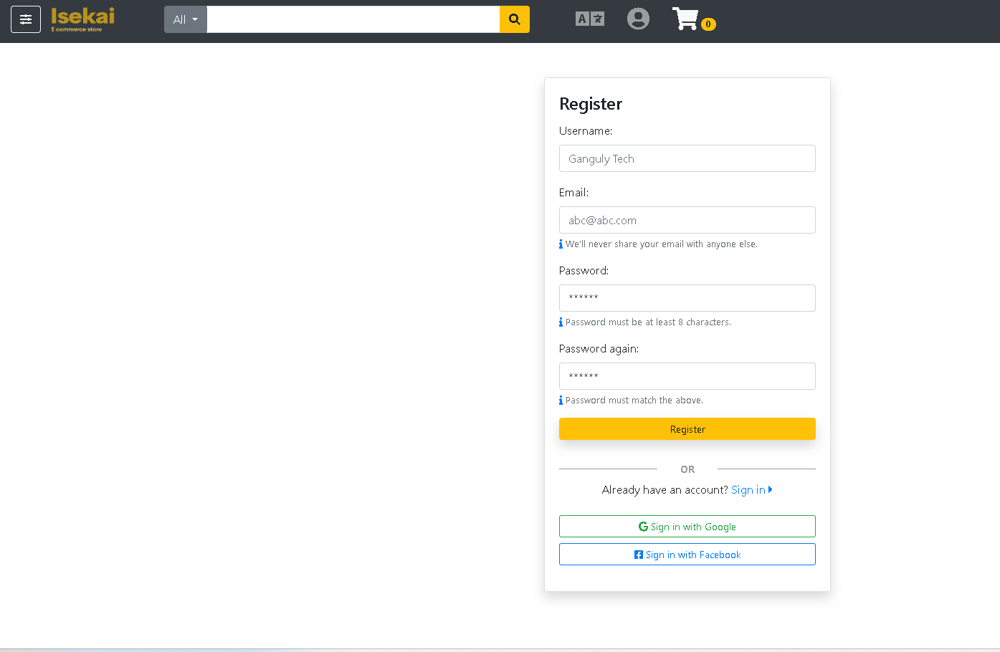 Isekai
E commerce store
All
A
0
Register
Username:
Ganguly Tech
Email:
abc@abc.com
We'll never share your email with anyone else.
Password:
******
Password must be at least 8 characters.
Password again:
******
Password must match the above.
Register
OR
Already have an account? Sign in
Sign in with Google
Sign in with Facebook